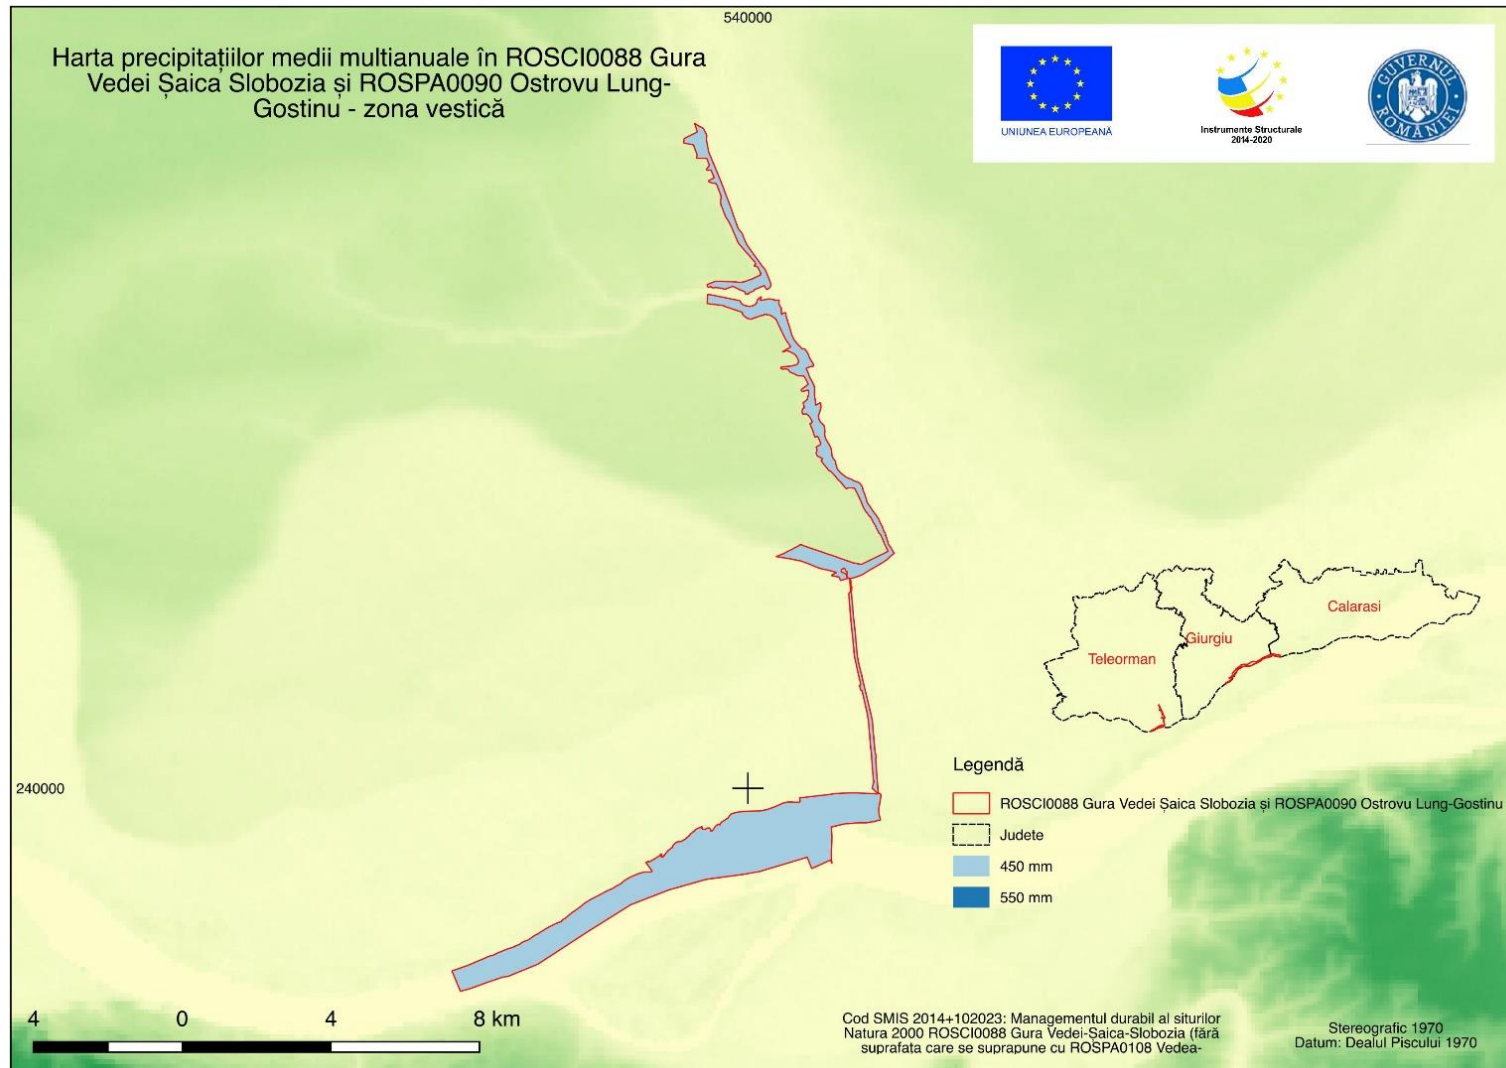 540000
Harta precipitațiilor medii multianuale în ROSCI0088 Gura
Vedei Șaica Slobozia și ROSPA0090 Ostrovu Lung-
Gostinu - zona vestică
UNIUNEA EUROPEANĂ
Instrumente Structurale
2014-2020
GUVERNUL
ROMÂNIEI
Calarasi
Giurgiu
Teleorman
240000
Legendă
ROSCI0088 Gura Vedei Șaica Slobozia și ROSPA0090 Ostrovu Lung-Gostinu
Judete
450 mm
550 mm
4 0 4 8 km
Cod SMIS 2014+102023: Managementul durabil al siturilor
Natura 2000 ROSCI0088 Gura Vedei-Șaica-Slobozia (fără
suprafața care se suprapune cu ROSPA0108 Vedea-
Stereografic 1970
Datum: Dealul Piscului 1970